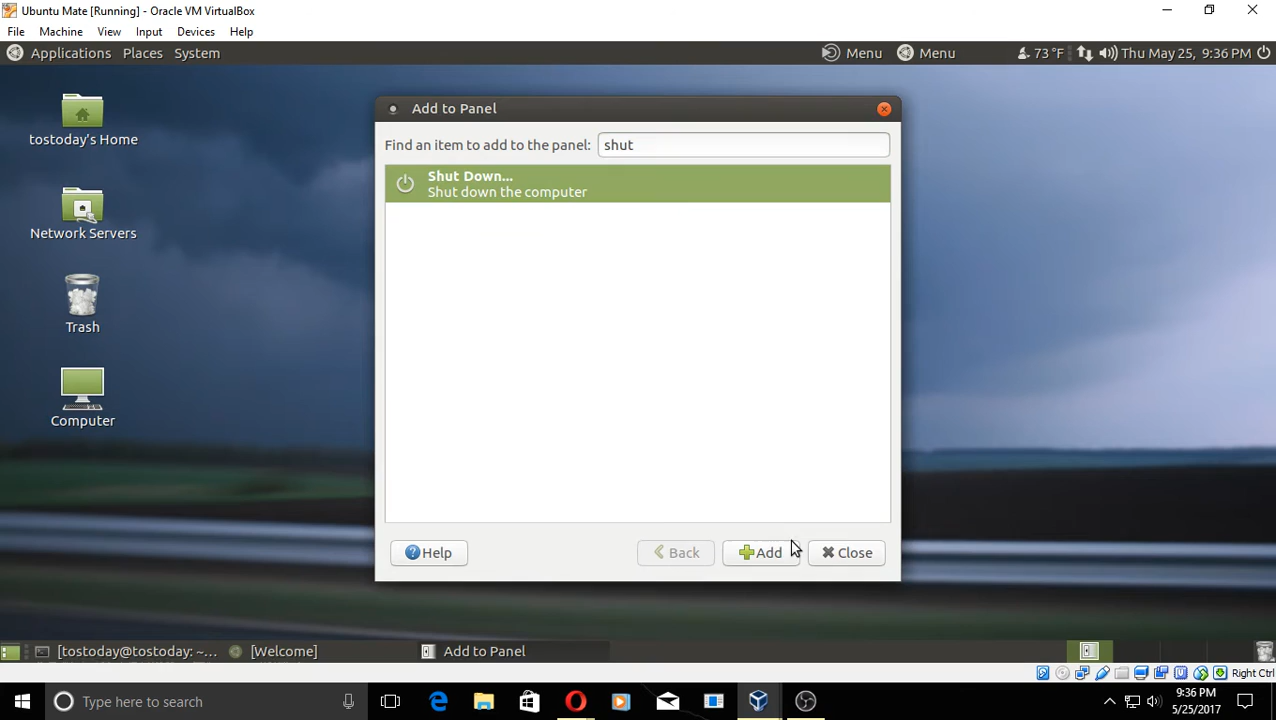 Ubuntu Mate [Running] - Oracle VM VirtualBox
File Machine View Input Devices Help
Applications Places System Menu Menu 73 °F Thu May 25, 9:36 PM
tostoday's Home
Network Servers
Trash
Computer
Add to Panel
Find an item to add to the panel: shut
Shut Down...
Shut down the computer
Help Back Add Close
[tostoday@tostoday: ~... [Welcome] Add to Panel
Right Ctrl
Type here to search
9:36 PM
5/25/2017